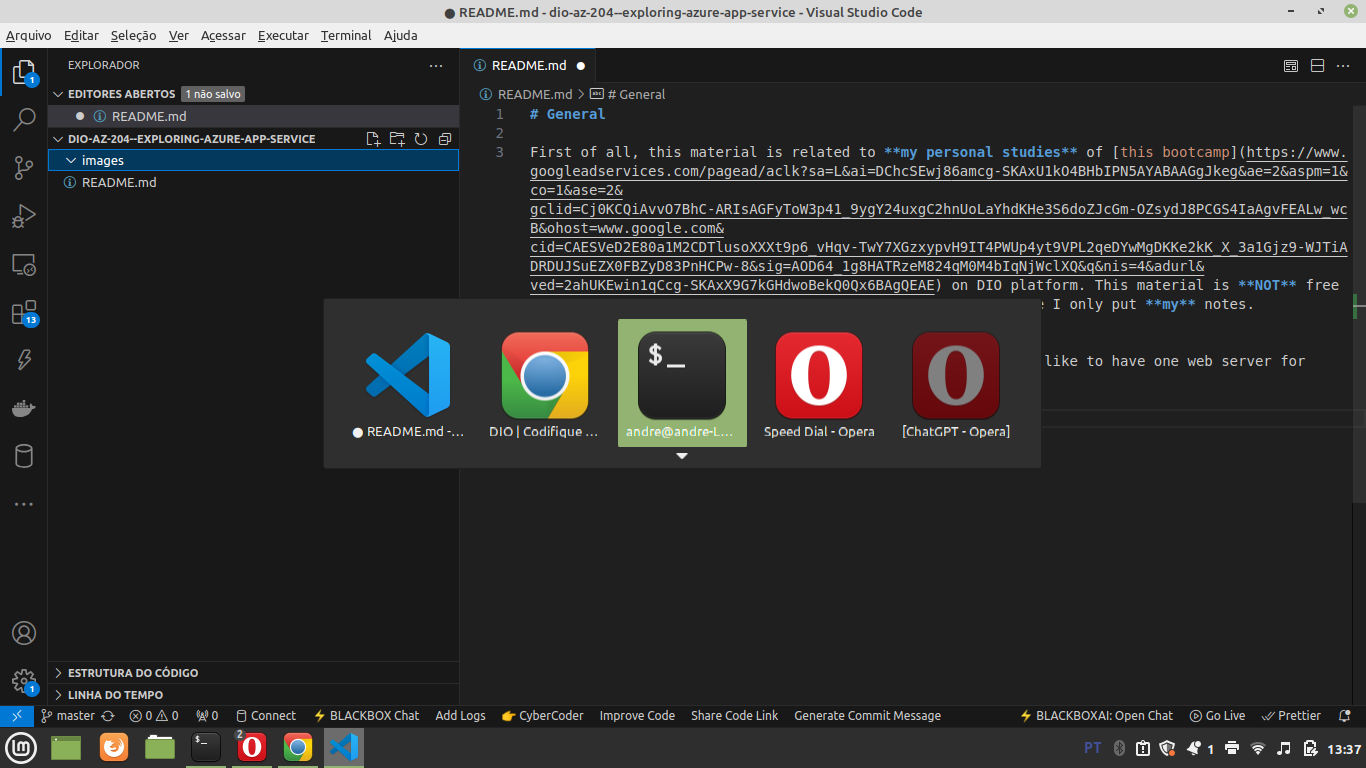 ● README.md - dio-az-204--exploring-azure-app-service - Visual Studio Code
Arquivo Editar Seleção Ver Acessar Executar Terminal Ajuda
EXPLORADOR
EDITORES ABERTOS 1 não salvo
● README.md
DIO-AZ-204--EXPLORING-AZURE-APP-SERVICE
images
README.md
ESTRUTURA DO CÓDIGO
LINHA DO TEMPO
1
13
1
README.md ●
README.md > # General
1 # General
2
3 First of all, this material is related to **my personal studies** of [this bootcamp](https://www.
googleadservices.com/pagead/aclk?sa=L&ai=DChcSEwj86amcg-SKAxU1kO4BHbIPN5AYABAAGgJkeg&ae=2&aspm=1&
co=1&ase=2&
gclid=Cj0KCQiAvvO7BhC-ARIsAGFyToW3p41_9ygY24uxgC2hnUoLaYhdKHe3S6doZJcGm-OZsydJ8PCGS4IaAgvFEALw_wc
B&ohost=www.google.com&
cid=CAESVeD2E80a1M2CDTlusoXXXt9p6_vHqv-TwY7XGzxypvH9IT4PWUp4yt9VPL2qeDYwMgDKKe2kK_X_3a1Gjz9-WJTiA
DRDUJSuEZX0FBZyD83PnHCPw-8&sig=AOD64_1g8HATRzeM824qM0M4bIqNjWclXQ&q&nis=4&adurl&
ved=2ahUKEwin1qCcg-SKAxX9G7kGHdwoBekQ0Qx6BAgQEAE) on DIO platform. This material is **NOT** free
e I only put **my** notes.
like to have one web server for
● README.md -...
DIO | Codifique ...
$_
andre@andre-L...
Speed Dial - Opera
[ChatGPT - Opera]
master 0 0 0 Connect BLACKBOX Chat Add Logs CyberCoder Improve Code Share Code Link Generate Commit Message BLACKBOXAI: Open Chat Go Live Prettier
$_ 2 PT 1 13:37